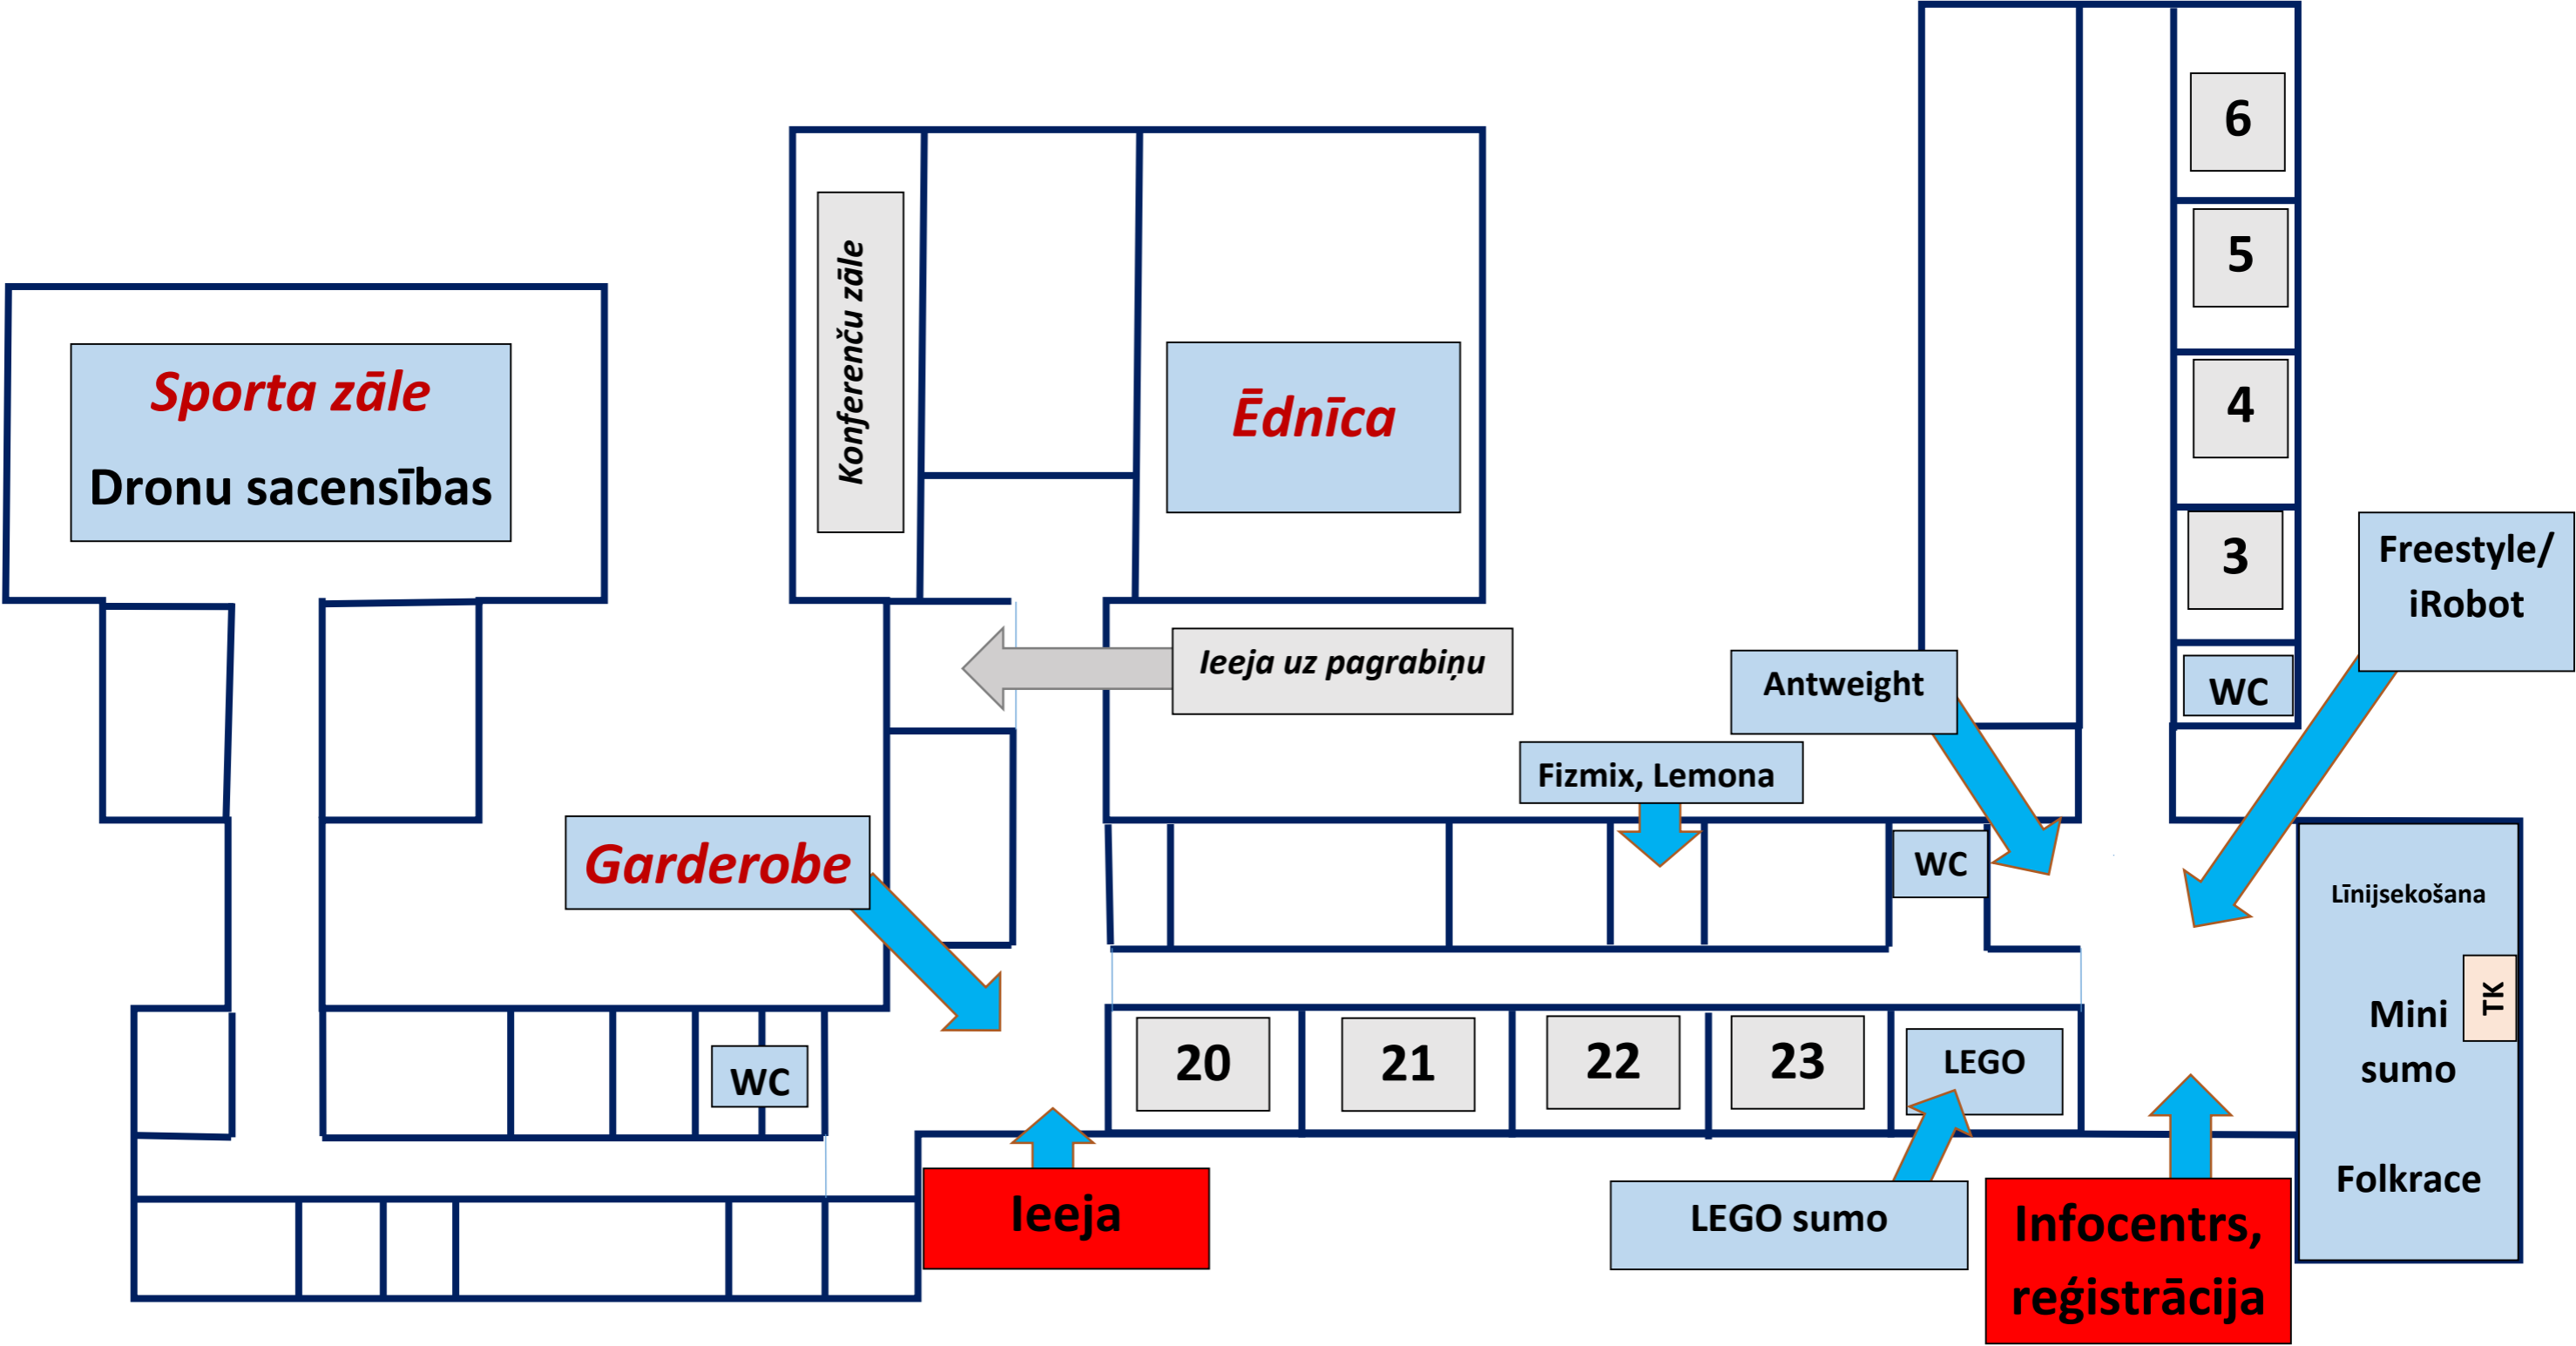 6
5
4
3
WC
Konferenču zāle
Sporta zāle
Dronu sacensības
Ēdnīca
Freestyle/
iRobot
Ieeja uz pagrabiņu
Antweight
Fizmix, Lemona
Garderobe
WC
Līnijsekošana
TK
Mini
sumo
Folkrace
WC
20
21
22
23
LEGO
Ieeja
LEGO sumo
Infocentrs,
reģistrācija